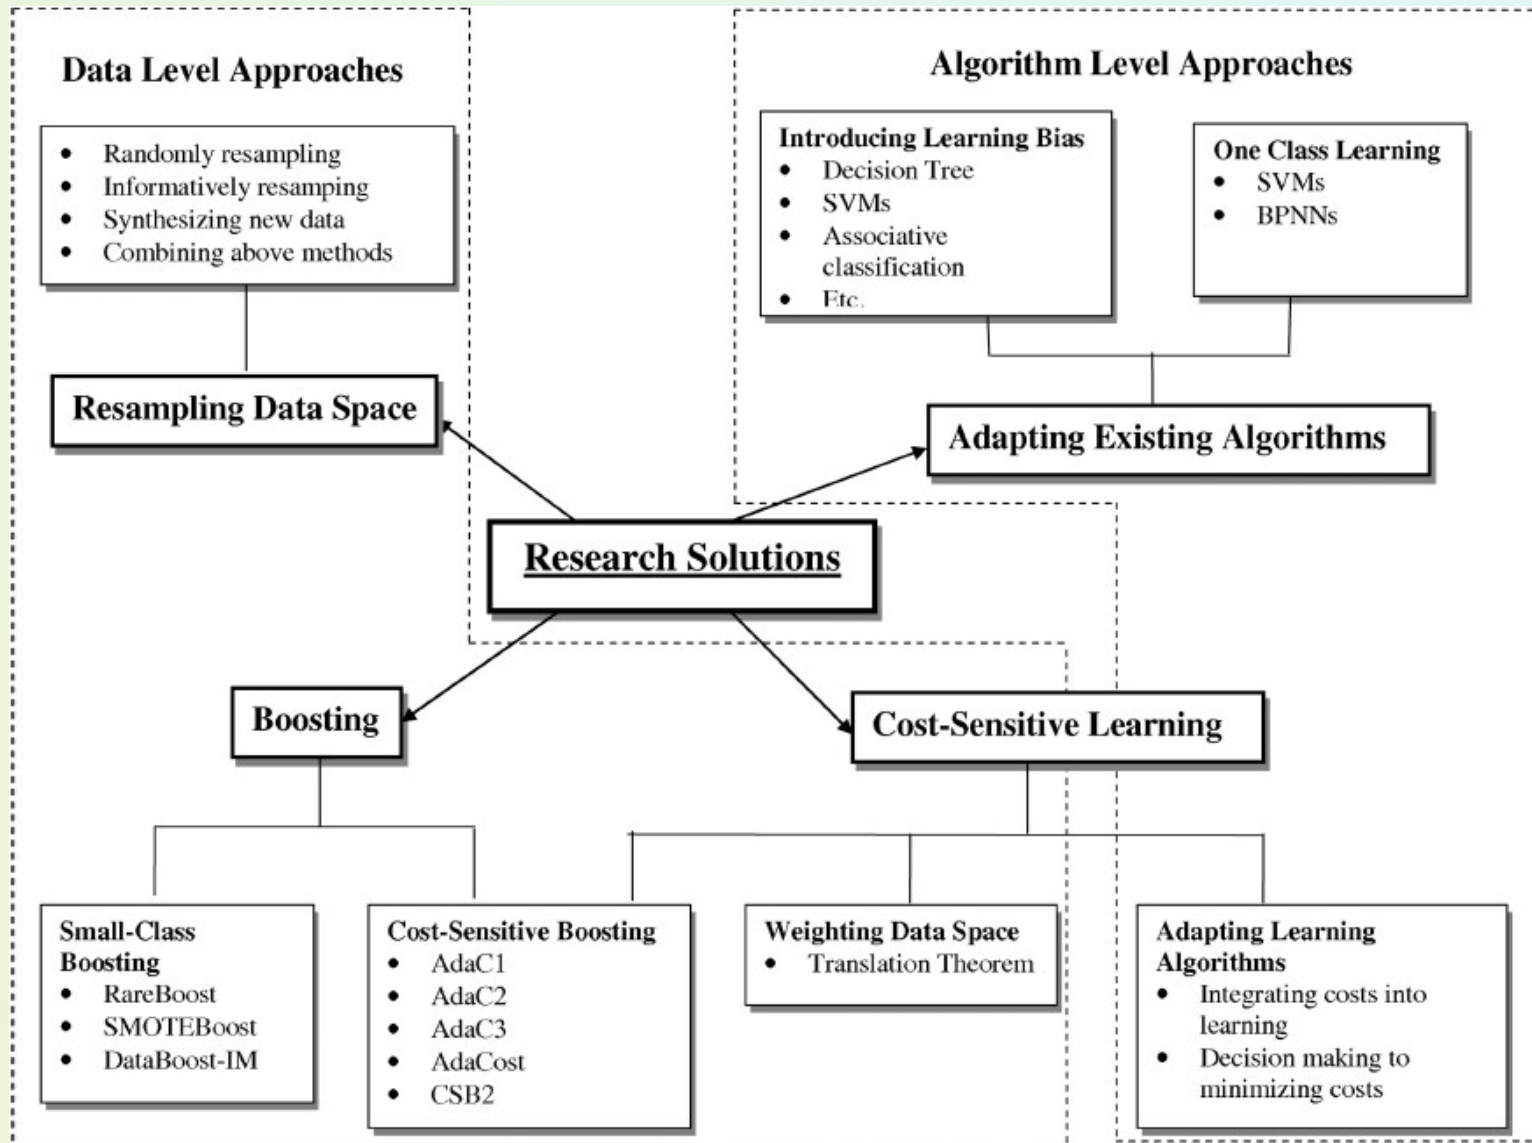 Data Level Approaches
• Randomly resampling
• Informatively resamping
• Synthesizing new data
• Combining above methods
Resampling Data Space
Algorithm Level Approaches
Introducing Learning Bias
• Decision Tree
• SVMs
• Associative
classification
• Etc.
One Class Learning
• SVMs
• BPNNs
Adapting Existing Algorithms
Research Solutions
Boosting
Cost-Sensitive Learning
Small-Class
Boosting
• RareBoost
• SMOTEBoost
• DataBoost-IM
Cost-Sensitive Boosting
• AdaC1
• AdaC2
• AdaC3
• AdaCost
• CSB2
Weighting Data Space
• Translation Theorem
Adapting Learning
Algorithms
• Integrating costs into
learning
• Decision making to
minimizing costs